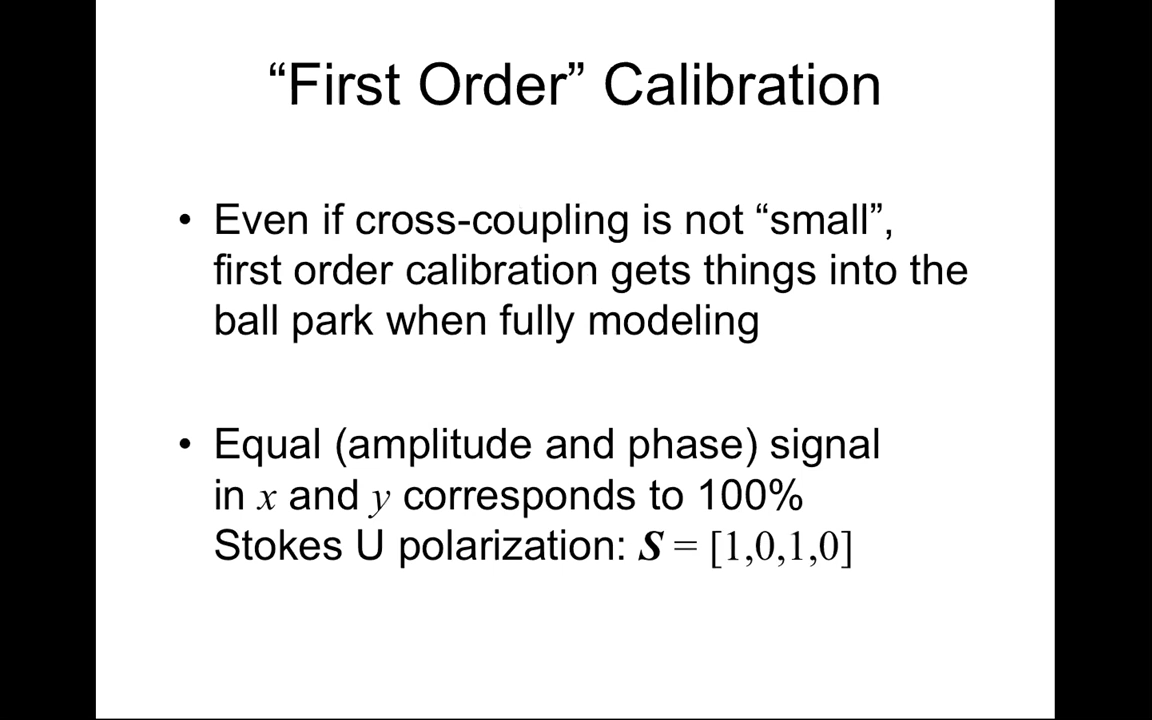 “First Order” Calibration
• Even if cross-coupling is not “small”,
first order calibration gets things into the
ball park when fully modeling
• Equal (amplitude and phase) signal
in x and y corresponds to 100%
Stokes U polarization: S = [1,0,1,0]